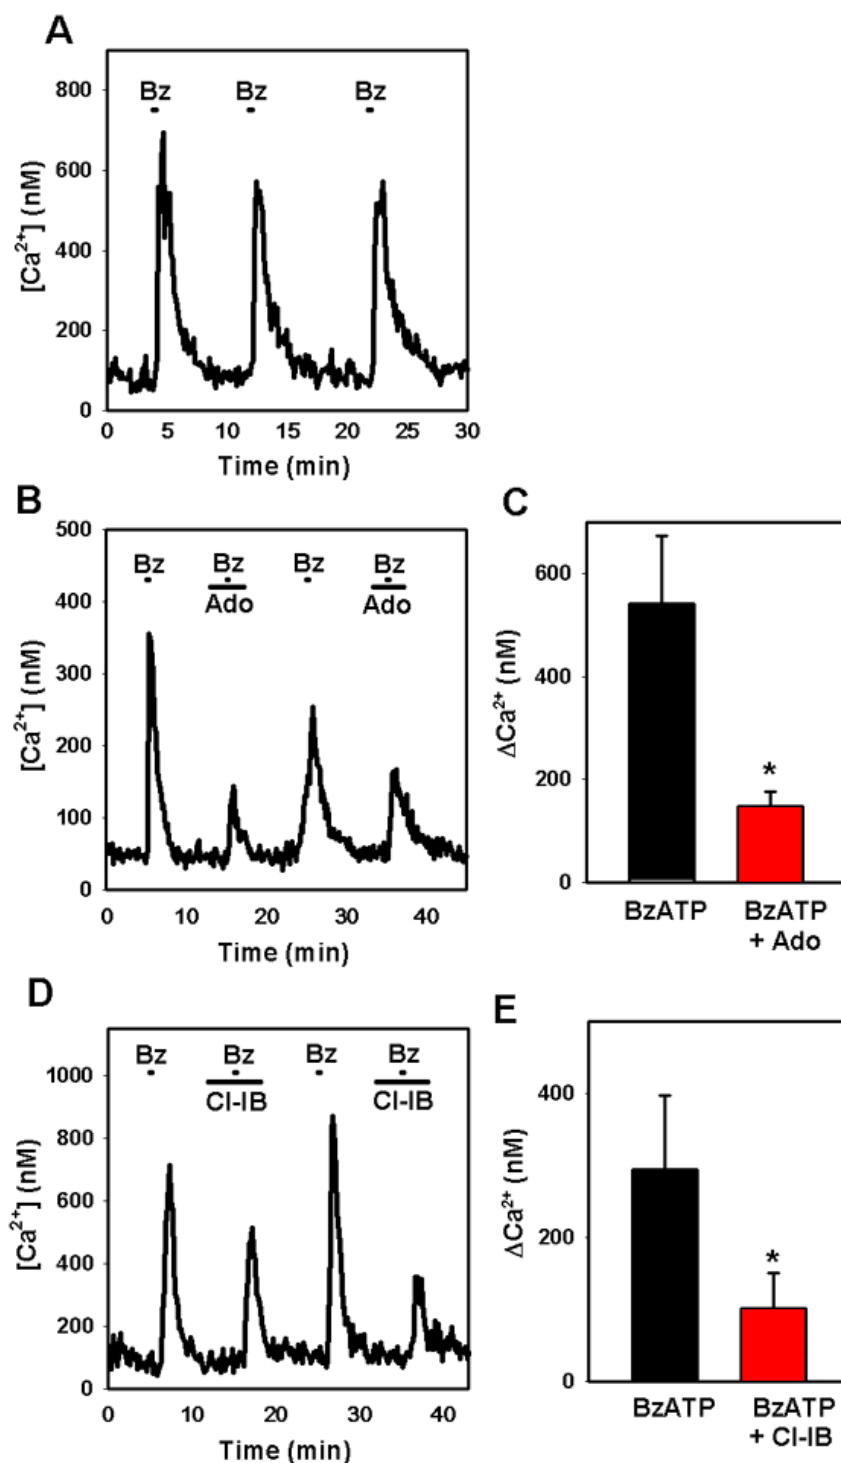 A
Bz Bz Bz
800
600
400
200
0
[Ca²⁺] (nM)
0 5 10 15 20 25 30
Time (min)
B
Bz Bz Bz Bz
Ado Ado
500
400
300
200
100
0
[Ca²⁺] (nM)
0 10 20 30 40
Time (min)
C
600
400
200
0
ΔCa²⁺ (nM)
*
BzATP BzATP
+ Ado
D
Bz Bz Bz Bz
Cl-IB Cl-IB
1000
800
600
400
200
0
[Ca²⁺] (nM)
0 10 20 30 40
Time (min)
E
400
200
0
ΔCa²⁺ (nM)
*
BzATP BzATP
+ Cl-IB